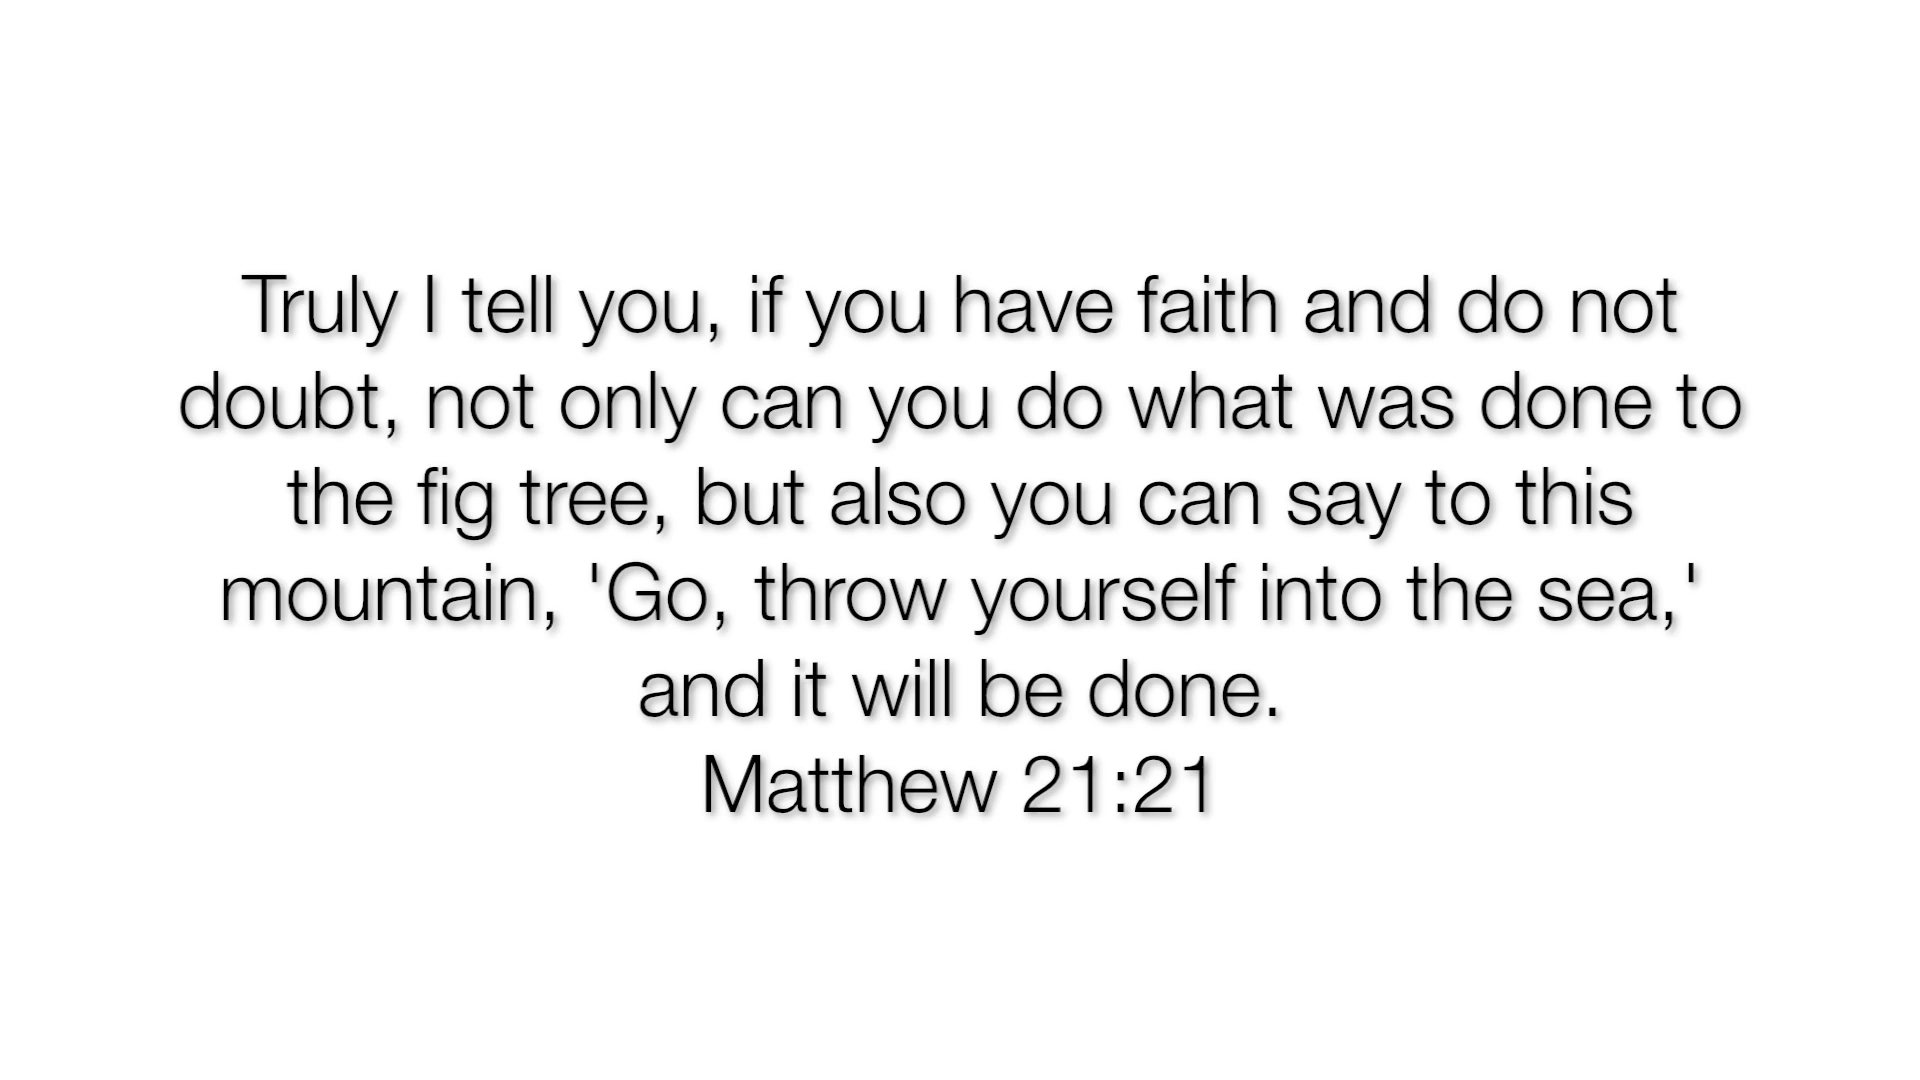 Truly I tell you, if you have faith and do not
doubt, not only can you do what was done to
the fig tree, but also you can say to this
mountain, 'Go, throw yourself into the sea,'
and it will be done.
Matthew 21:21